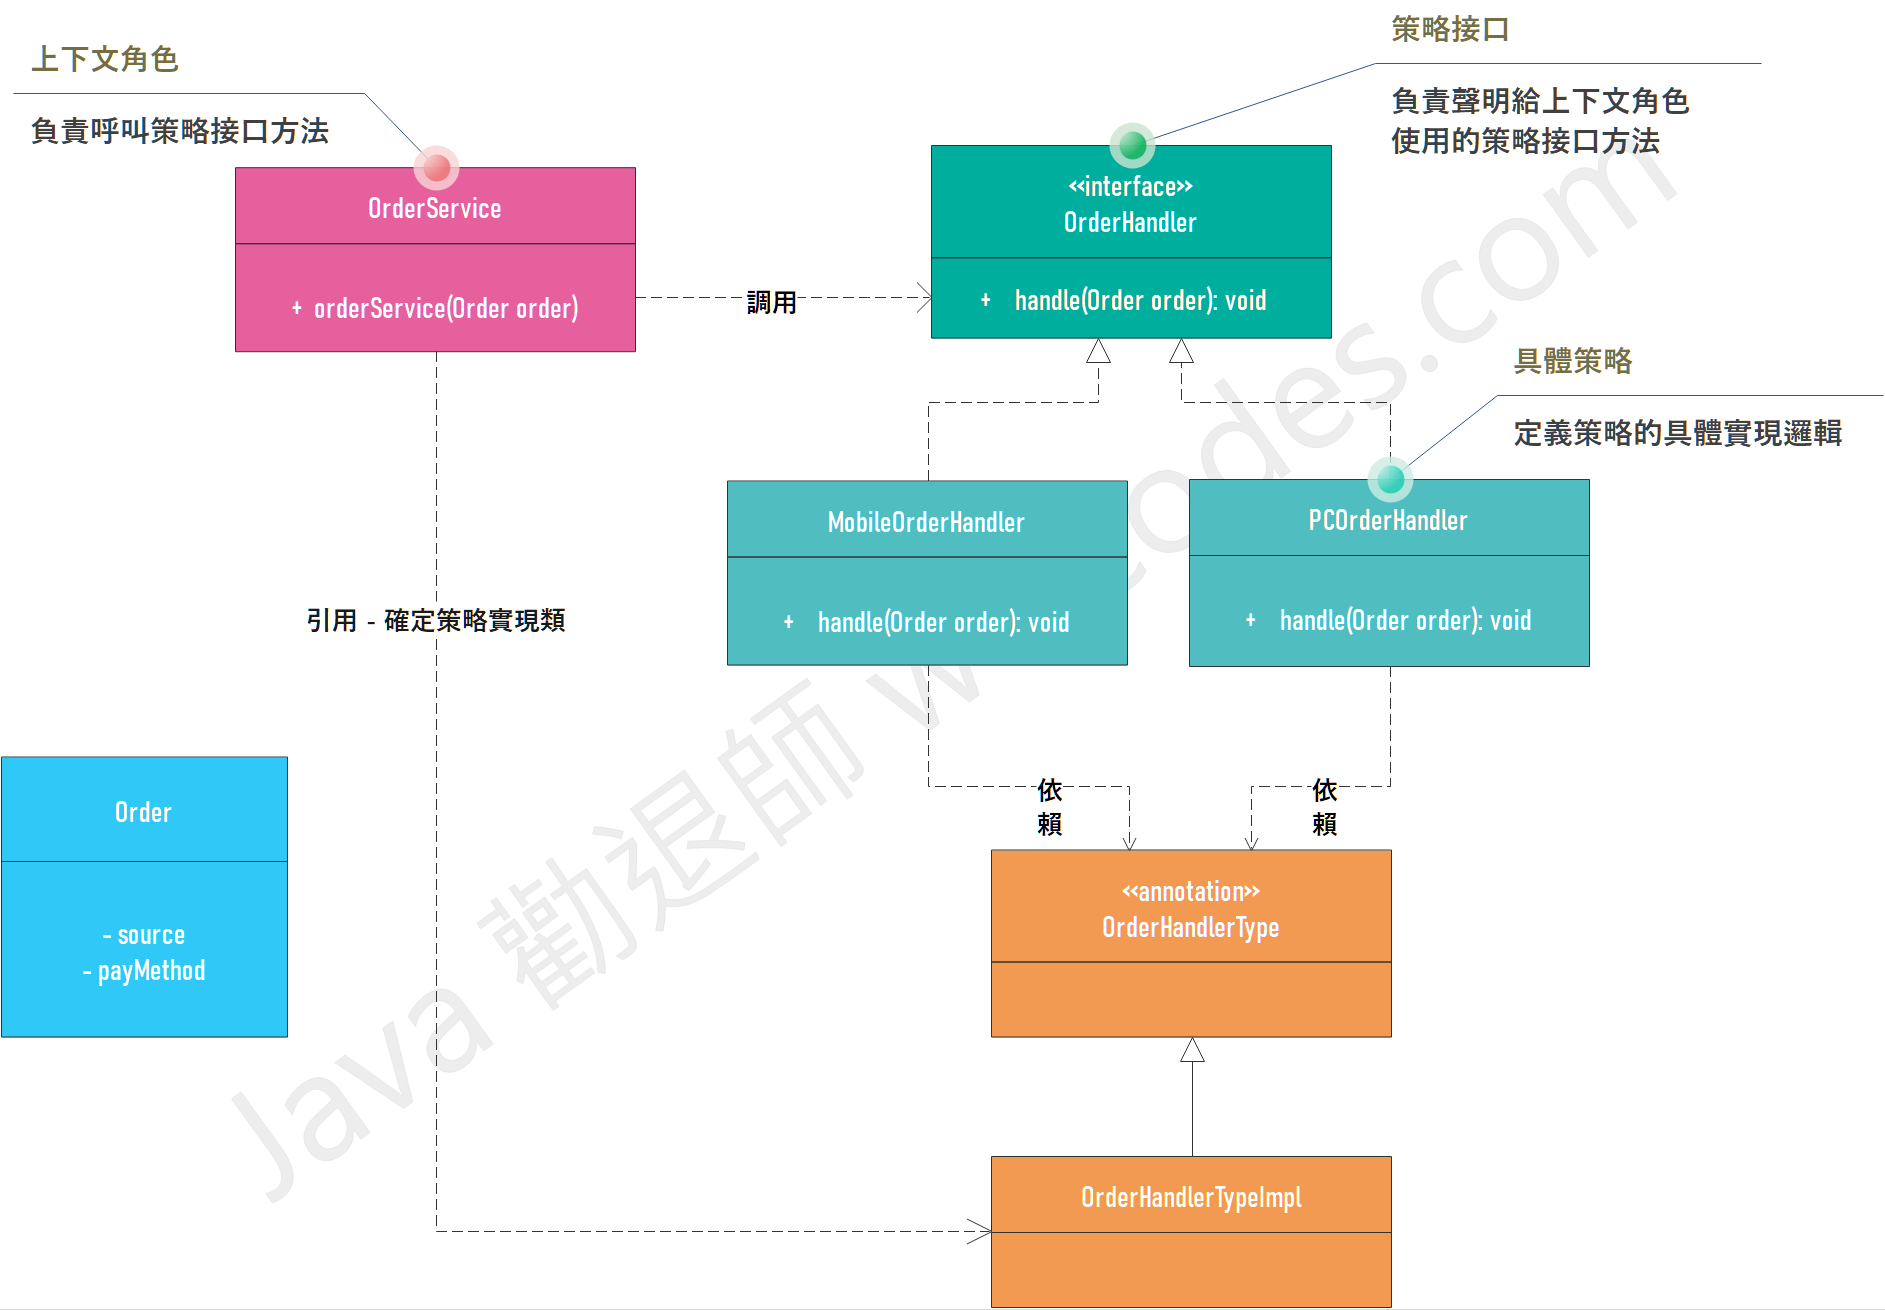 上下文角色
負責呼叫策略接口方法
策略接口
負責聲明給上下文角色
使用的策略接口方法
OrderService
+ orderService(Order order)
調用
<<interface>>
OrderHandler
+ handle(Order order): void
具體策略
定義策略的具體實現邏輯
MobileOrderHandler
+ handle(Order order): void
PCOrderHandler
+ handle(Order order): void
引用 - 確定策略實現類
Order
- source
- payMethod
依
賴
依
賴
<<annotation>>
OrderHandlerType
OrderHandlerTypeImpl
Java 勸退師 w codes.com